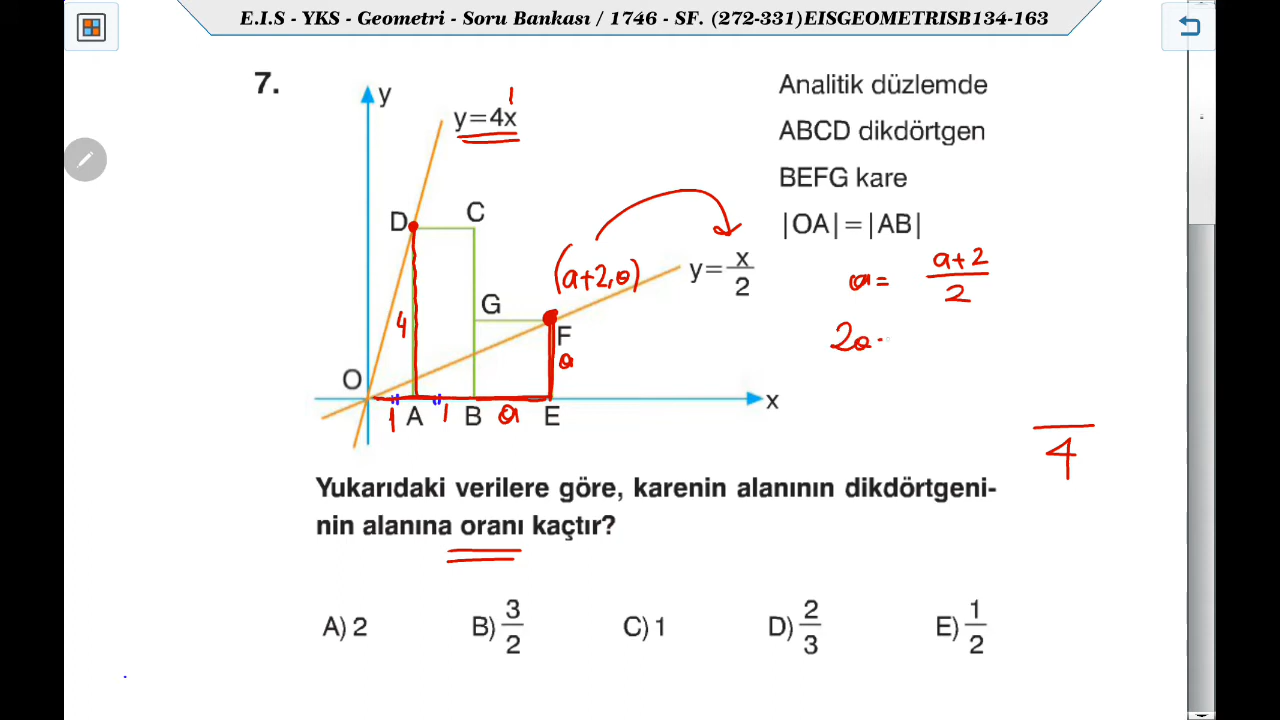 E.I.S - YKS - Geometri - Soru Bankası / 1746 - SF. (272-331)EISGEOMETRISB134-163
7.
y
1
y=4x
Analitik düzlemde
ABCD dikdörtgen
BEFG kare
|OA|=|AB|
D
C
(a+2,a)
y=x/2
a= a+2/2
G
4
F
2a
a
O
1 A 1 B a E
x
4
Yukarıdaki verilere göre, karenin alanının dikdörtgeni-
nin alanına oranı kaçtır?
A) 2 B) 3/2 C) 1 D) 2/3 E) 1/2